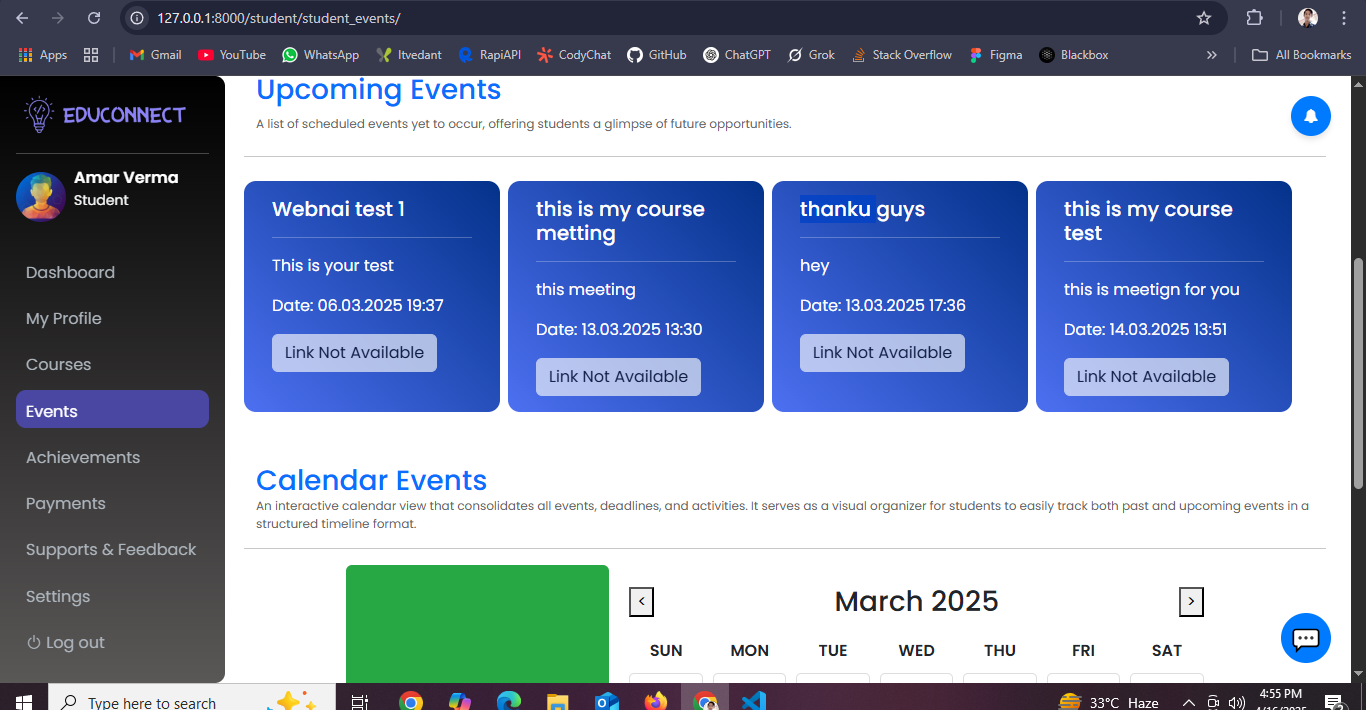 127.0.0.1:8000/student/student_events/
Apps
Gmail
YouTube
WhatsApp
Itvedant
RapiAPI
CodyChat
GitHub
ChatGPT
Grok
Stack Overflow
Figma
Blackbox
All Bookmarks
EDUCONNECT
Amar Verma
Student
Dashboard
My Profile
Courses
Events
Achievements
Payments
Supports & Feedback
Settings
Log out
Upcoming Events
A list of scheduled events yet to occur, offering students a glimpse of future opportunities.
Webnai test 1
This is your test
Date: 06.03.2025 19:37
Link Not Available
this is my course
metting
this meeting
Date: 13.03.2025 13:30
Link Not Available
thanku guys
hey
Date: 13.03.2025 17:36
Link Not Available
this is my course
test
this is meetign for you
Date: 14.03.2025 13:51
Link Not Available
Calendar Events
An interactive calendar view that consolidates all events, deadlines, and activities. It serves as a visual organizer for students to easily track both past and upcoming events in a
structured timeline format.
<
March 2025
>
SUN MON TUE WED THU FRI SAT
Type here to search
33°C Haze
4:55 PM
4/16/2025